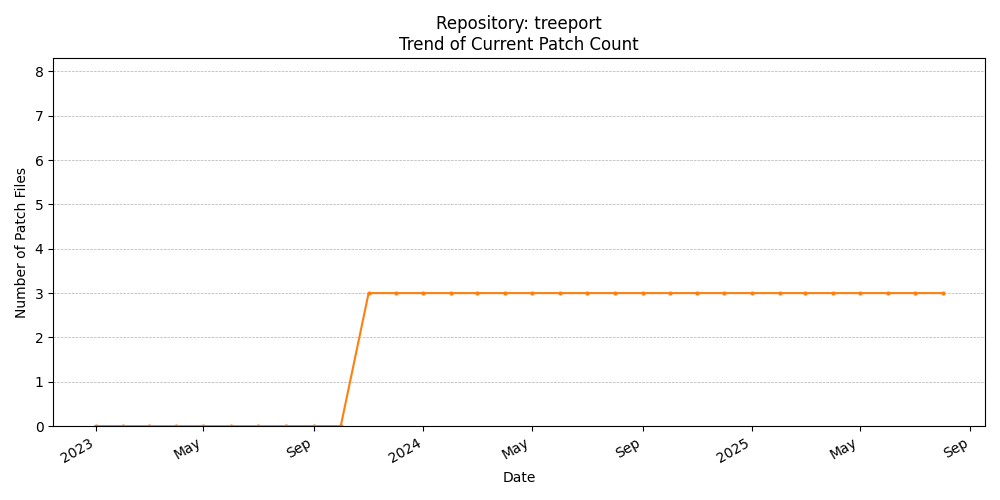 Repository: treeport
Trend of Current Patch Count
Number of Patch Files
8
7
6
5
4
3
2
1
0
2023
May
Sep
2024
May
Sep
2025
May
Sep
Date